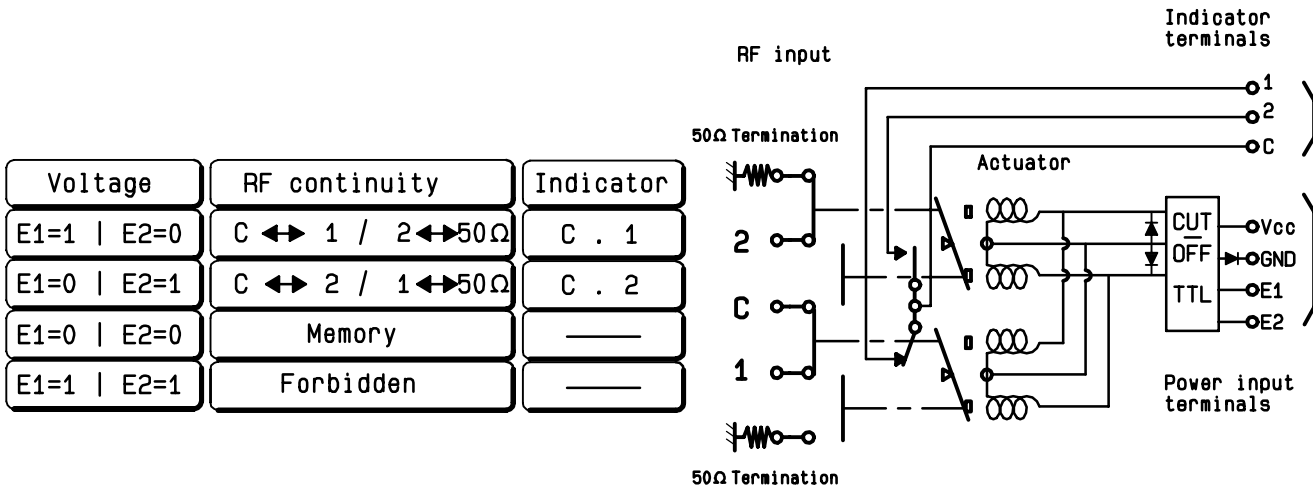 Voltage RF continuity Indicator
E1=1 | E2=0 C ↔ 1 / 2↔50Ω C . 1
E1=0 | E2=1 C ↔ 2 / 1↔50Ω C . 2
E1=0 | E2=0 Memory ———
E1=1 | E2=1 Forbidden ———
RF input
Indicator
terminals
1
2
C
50Ω Termination
Actuator
2
C
1
50Ω Termination
CUT
O̅FF
TTL
Vcc
GND
E1
E2
Power input
terminals